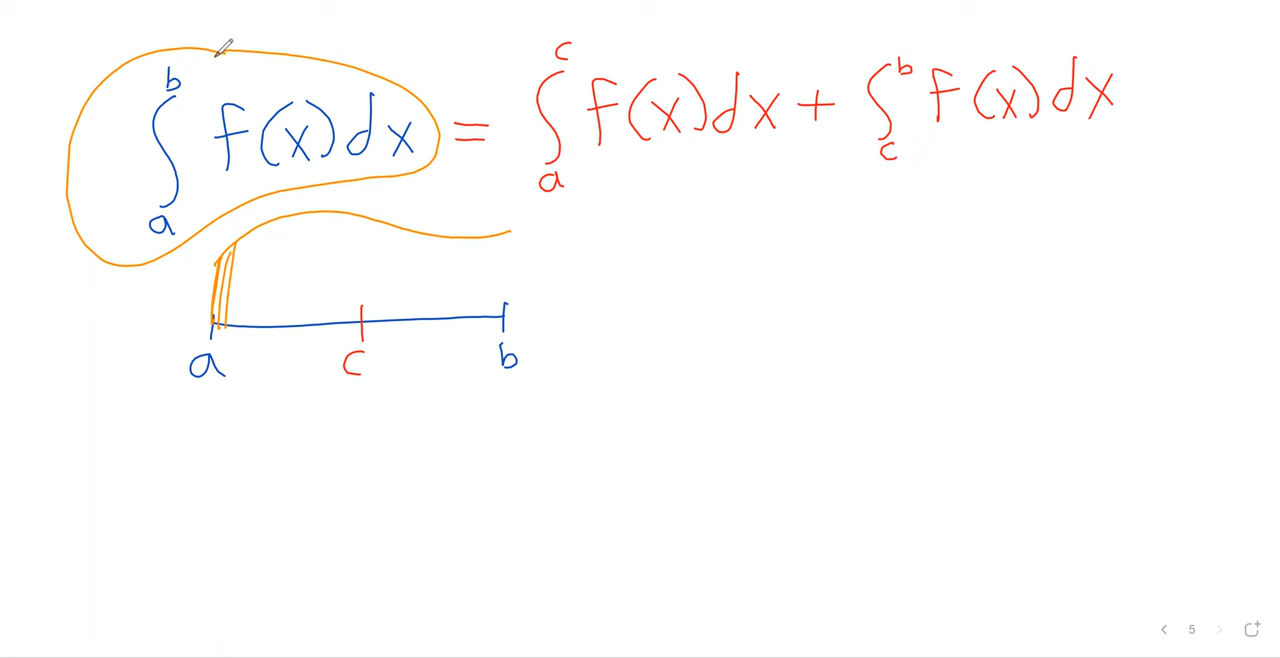 ∫_a^b f(x)dx = ∫_a^c f(x)dx + ∫_c^b f(x)dx
a c b
5